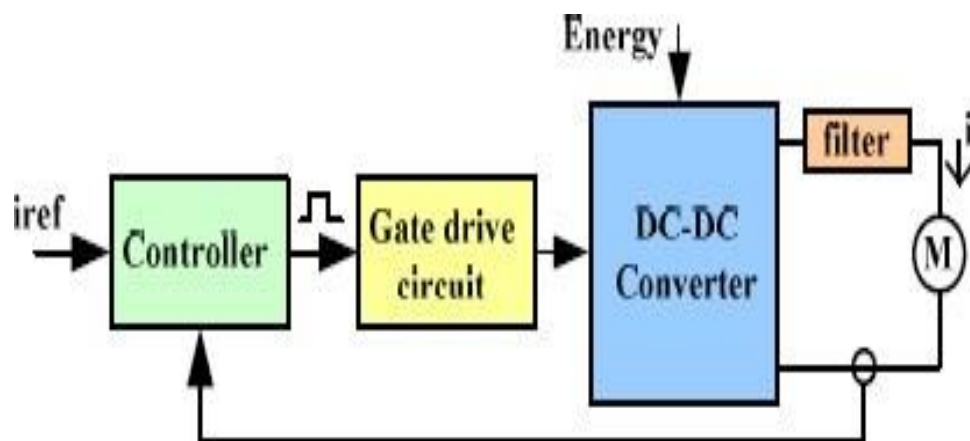 Energy
filter
i
iref
Controller
Gate drive
circuit
DC-DC
Converter
M